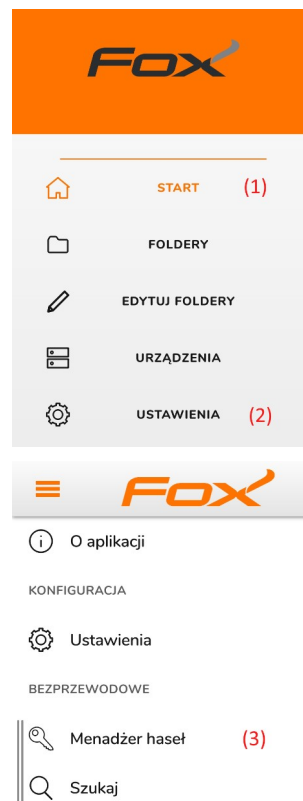 Fox
START (1)
FOLDERY
EDYTUJ FOLDERY
URZĄDZENIA
USTAWIENIA (2)
Fox
O aplikacji
KONFIGURACJA
Ustawienia
BEZPRZEWODOWE
Menadżer haseł (3)
Szukaj